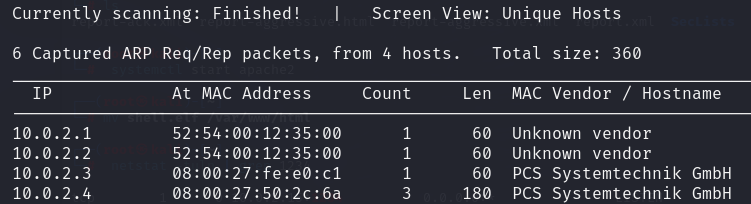 Currently scanning: Finished!   |   Screen View: Unique Hosts
6 Captured ARP Req/Rep packets, from 4 hosts.   Total size: 360
IP            At MAC Address     Count     Len  MAC Vendor / Hostname
10.0.2.1        52:54:00:12:35:00      1      60  Unknown vendor
10.0.2.2        52:54:00:12:35:00      1      60  Unknown vendor
10.0.2.3        08:00:27:fe:e0:c1      1      60  PCS Systemtechnik GmbH
10.0.2.4        08:00:27:50:2c:6a      3     180  PCS Systemtechnik GmbH